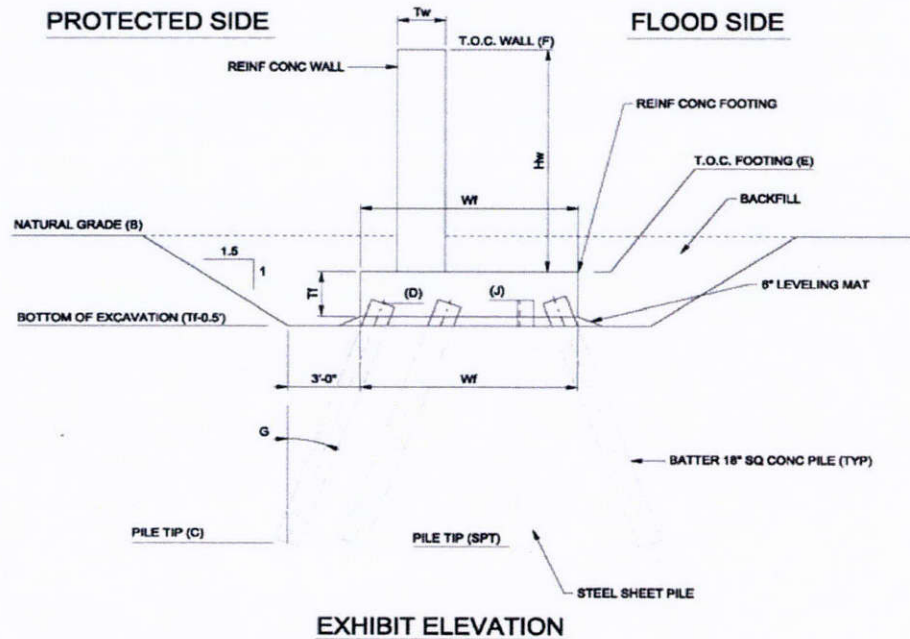 PROTECTED SIDE
Tw
FLOOD SIDE
T.O.C. WALL (F)
REINF CONC WALL
REINF CONC FOOTING
Hw
T.O.C. FOOTING (E)
Wf
BACKFILL
NATURAL GRADE (B)
1.5
1
Tf
(D)
(J)
6" LEVELING MAT
BOTTOM OF EXCAVATION (Tf-0.5')
3'-0"
Wf
G
BATTER 18" SQ CONC PILE (TYP)
PILE TIP (C)
PILE TIP (SPT)
STEEL SHEET PILE
EXHIBIT ELEVATION